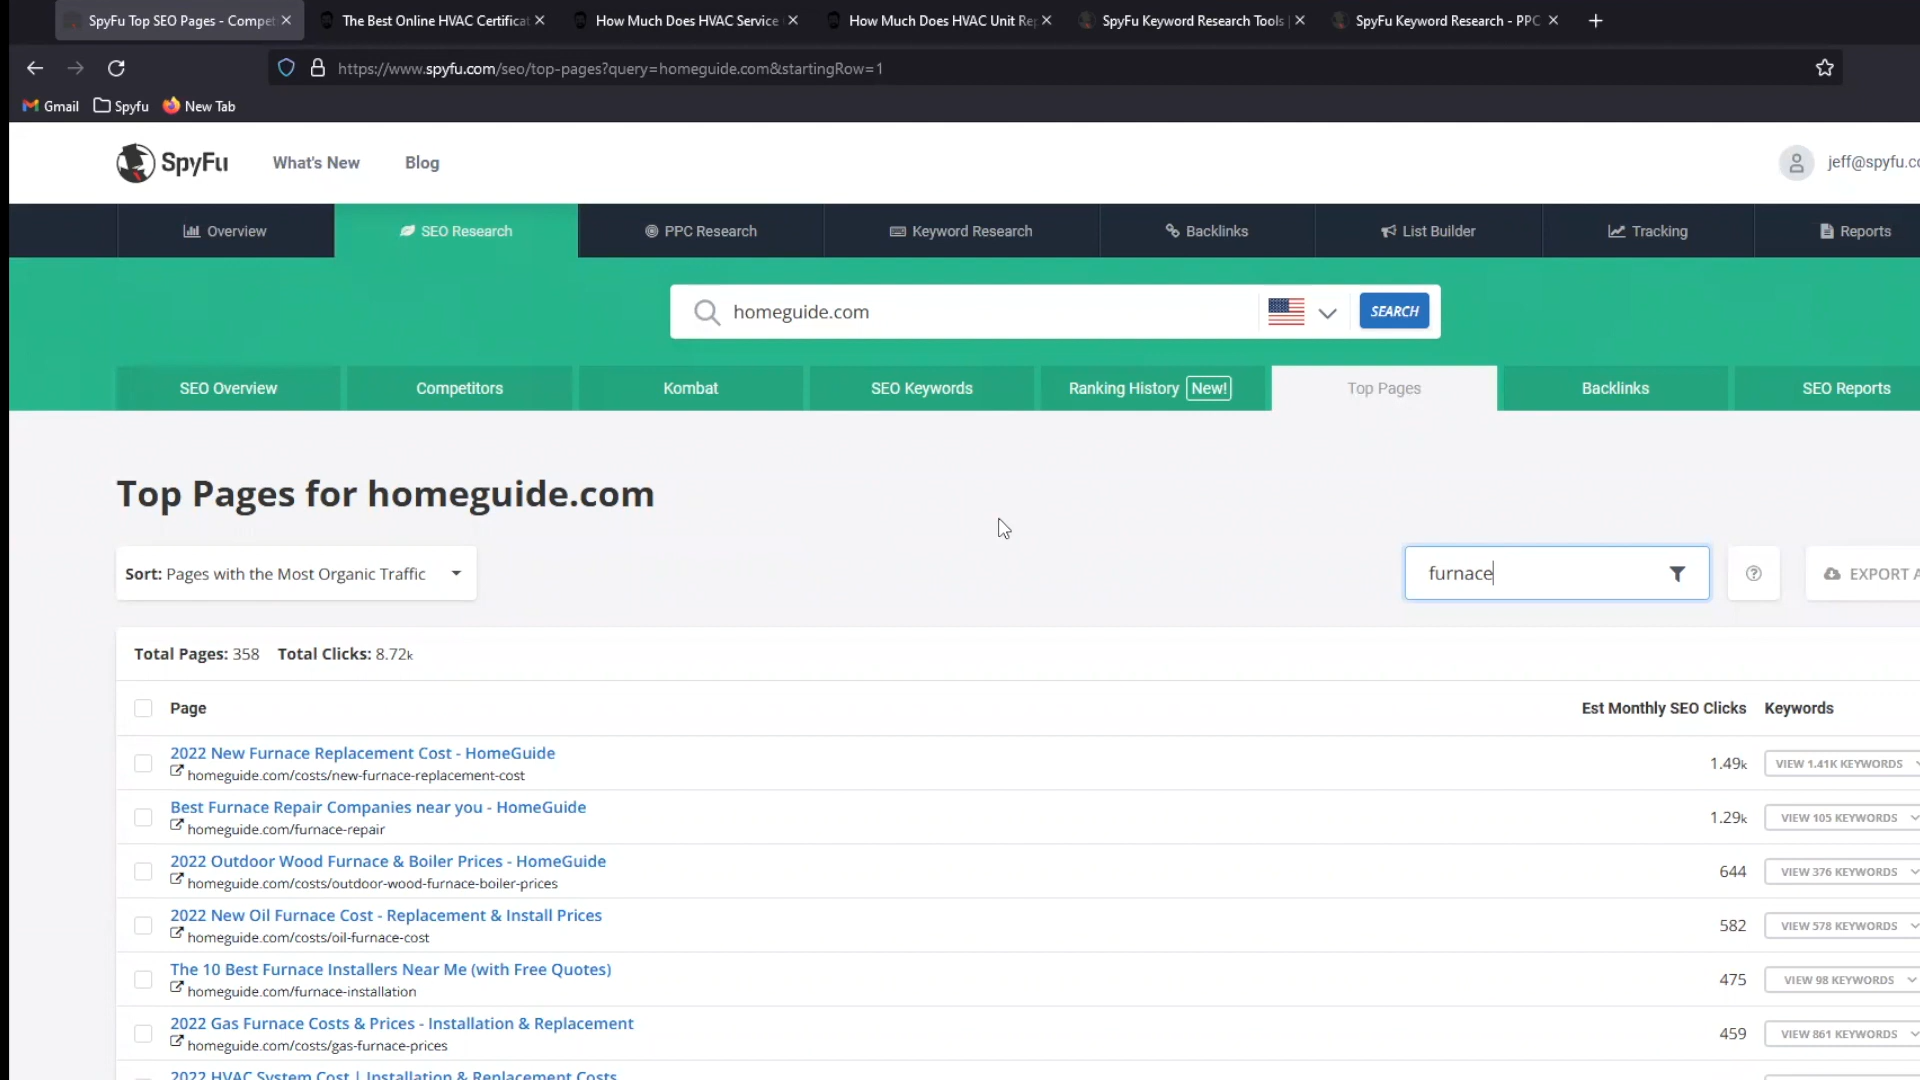 SpyFu Top SEO Pages - Compet
The Best Online HVAC Certificat
How Much Does HVAC Service
How Much Does HVAC Unit Rep
SpyFu Keyword Research Tools |
SpyFu Keyword Research - PPC
https://www.spyfu.com/seo/top-pages?query=homeguide.com&startingRow=1
Gmail
Spyfu
New Tab
SpyFu
What's New
Blog
jeff@spyfu.co
Overview
SEO Research
PPC Research
Keyword Research
Backlinks
List Builder
Tracking
Reports
homeguide.com
SEARCH
SEO Overview
Competitors
Kombat
SEO Keywords
Ranking History New!
Top Pages
Backlinks
SEO Reports
Top Pages for homeguide.com
Sort: Pages with the Most Organic Traffic
furnace
EXPORT A
Total Pages: 358 Total Clicks: 8.72k
Page
Est Monthly SEO Clicks
Keywords
2022 New Furnace Replacement Cost - HomeGuide
homeguide.com/costs/new-furnace-replacement-cost
1.49k
VIEW 1.41K KEYWORDS
Best Furnace Repair Companies near you - HomeGuide
homeguide.com/furnace-repair
1.29k
VIEW 105 KEYWORDS
2022 Outdoor Wood Furnace & Boiler Prices - HomeGuide
homeguide.com/costs/outdoor-wood-furnace-boiler-prices
644
VIEW 376 KEYWORDS
2022 New Oil Furnace Cost - Replacement & Install Prices
homeguide.com/costs/oil-furnace-cost
582
VIEW 578 KEYWORDS
The 10 Best Furnace Installers Near Me (with Free Quotes)
homeguide.com/furnace-installation
475
VIEW 98 KEYWORDS
2022 Gas Furnace Costs & Prices - Installation & Replacement
homeguide.com/costs/gas-furnace-prices
459
VIEW 861 KEYWORDS
2022 HVAC System Cost | Installation & Replacement Costs